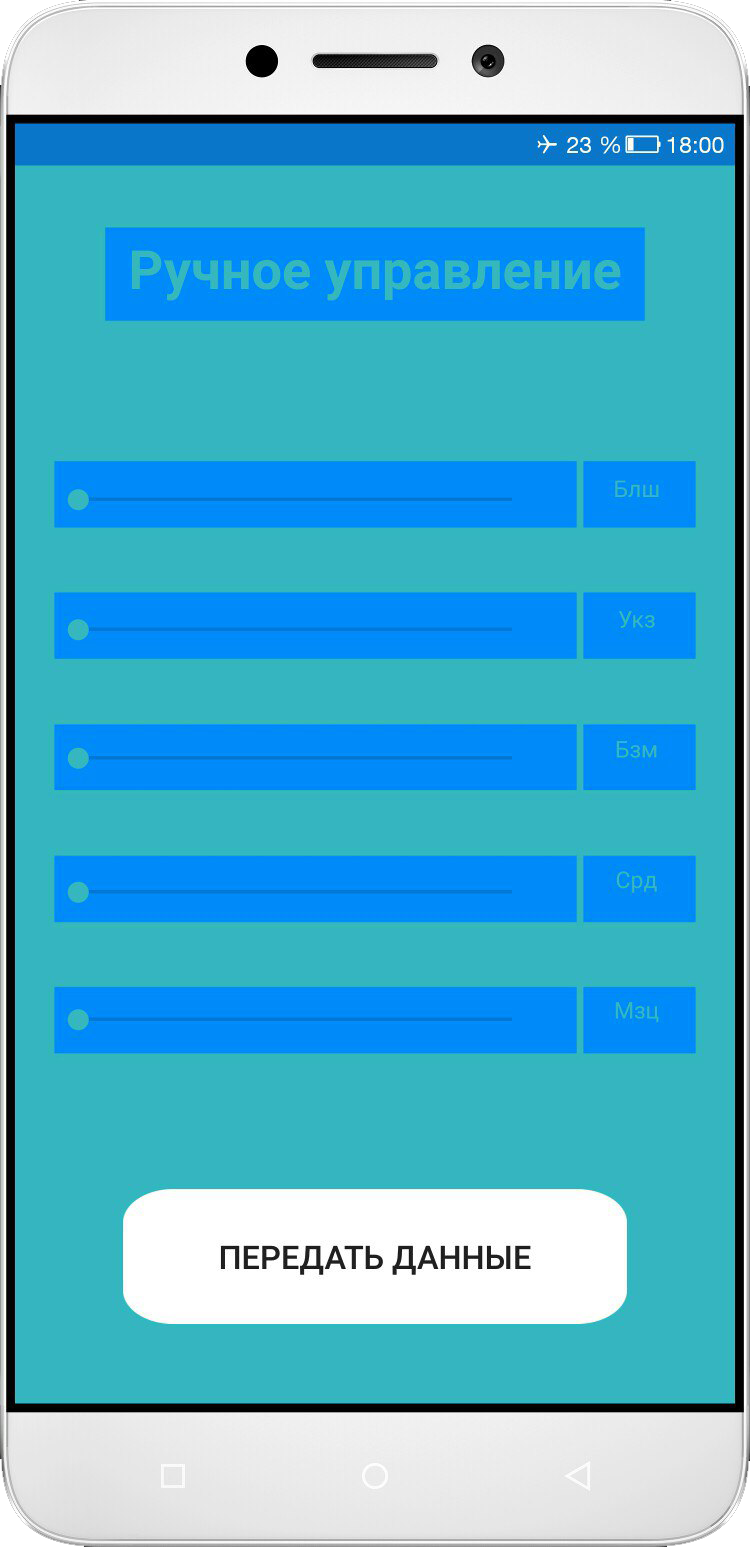 23 % 18:00
Ручное управление
Блш
Укз
Бзм
Срд
Мзц
ПЕРЕДАТЬ ДАННЫЕ